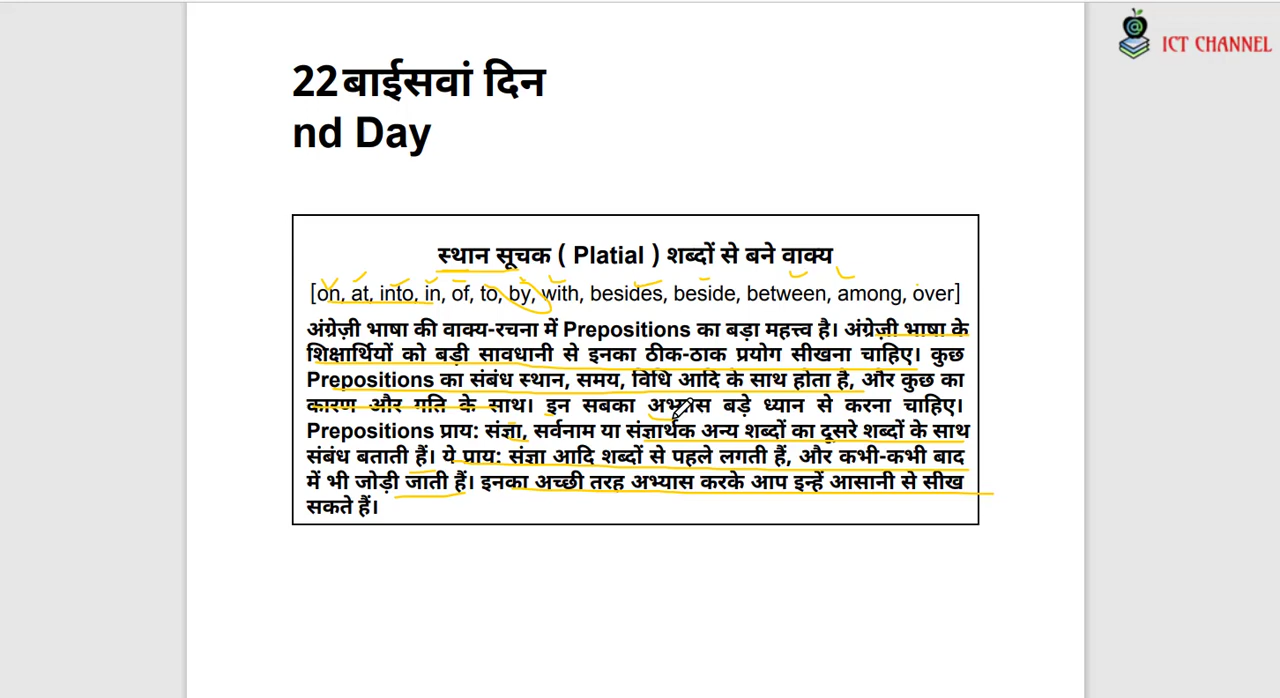 ICT CHANNEL
22बाईसवां दिन
nd Day
स्थान सूचक ( Platial ) शब्दों से बने वाक्य
[on, at, into, in, of, to, by, with, besides, beside, between, among, over]
अंग्रेज़ी भाषा की वाक्य-रचना में Prepositions का बड़ा महत्त्व है। अंग्रेज़ी भाषा के
शिक्षार्थियों को बड़ी सावधानी से इनका ठीक-ठाक प्रयोग सीखना चाहिए। कुछ
Prepositions का संबंध स्थान, समय, विधि आदि के साथ होता है, और कुछ का
कारण और गति के साथ। इन सबका अभ्यास बड़े ध्यान से करना चाहिए।
Prepositions प्राय: संज्ञा, सर्वनाम या संज्ञार्थक अन्य शब्दों का दूसरे शब्दों के साथ
संबंध बताती हैं। ये प्राय: संज्ञा आदि शब्दों से पहले लगती हैं, और कभी-कभी बाद
में भी जोड़ी जाती हैं। इनका अच्छी तरह अभ्यास करके आप इन्हें आसानी से सीख
सकते हैं।